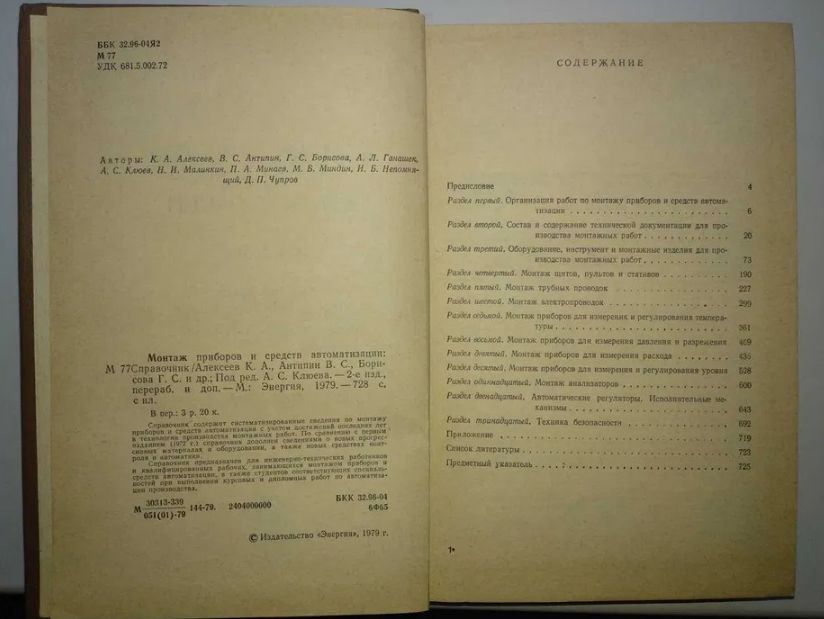 ББК 32.96-04Я2
М 77
УДК 681.5.002.72
Авторы: К. А. Алексеев, В. С. Антипин, Г. С. Борисова, А. Л. Ганашек,
А. С. Клюев, Н. И. Малинкин, П. А. Минаев, М. Б. Миндин, И. Б. Непомня-
щий, Д. П. Чупров
Монтаж приборов и средств автоматизации:
М 77 Справочник/Алексеев К. А., Антипин В. С., Бори-
сова Г. С. и др.; Под ред. А. С. Клюева. — 2-е изд.,
перераб. и доп. — М.: Энергия, 1979. — 728 с,
с ил.
В пер.: 3 р. 20 к.
Справочник содержит систематизированные сведения по монтажу
приборов и средств автоматизации с учетом достижений последних лет
в технологии производства монтажных работ. По сравнению с первым
изданием (1972 г.) справочник дополнен сведениями о новых прогрес-
сивных материалах и оборудовании, а также новых средствах конт-
роля и автоматики.
Справочник предназначен для инженерно-технических работников
и квалифицированных рабочих, занимающихся монтажом приборов и
средств автоматизации, а также студентов соответствующих специаль-
ностей при выполнении курсовых и дипломных работ по автоматиза-
ции производства.
М 30313-339 / 051(01)-79 144-79. 2404000000
БКК 32.96-04
6Ф65
© Издательство «Энергия», 1979 г.
СОДЕРЖАНИЕ
Предисловие 4
Раздел первый. Организация работ по монтажу приборов и средств автома-
тизации . . . . . . . . . . . . . . . . 6
Раздел второй. Состав и содержание технической документации для про-
изводства монтажных работ . . . . . . . . 26
Раздел третий. Оборудование, инструмент и монтажные изделия для про-
изводства монтажных работ . . . . . . . . 73
Раздел четвертый. Монтаж щитов, пультов и стативов . . . . . . . 190
Раздел пятый. Монтаж трубных проводок . . . . . . . . . . 227
Раздел шестой. Монтаж электропроводок . . . . . . . . . . 299
Раздел седьмой. Монтаж приборов для измерения и регулирования темпера-
туры . . . . . . . . . . . . . . . . 361
Раздел восьмой. Монтаж приборов для измерения давления и разрежения 409
Раздел девятый. Монтаж приборов для измерения расхода . . . . . 435
Раздел десятый. Монтаж приборов для измерения и регулирования уровня 528
Раздел одиннадцатый. Монтаж анализаторов . . . . . . . . . 600
Раздел двенадцатый. Автоматические регуляторы. Исполнительные ме-
ханизмы . . . . . . . . . . . . . . . 643
Раздел тринадцатый. Техника безопасности . . . . . . . . . 692
Приложение . . . . . . . . . . . . . . . . 719
Список литературы . . . . . . . . . . . . . . 723
Предметный указатель . . . . . . . . . . . . . 725
1*